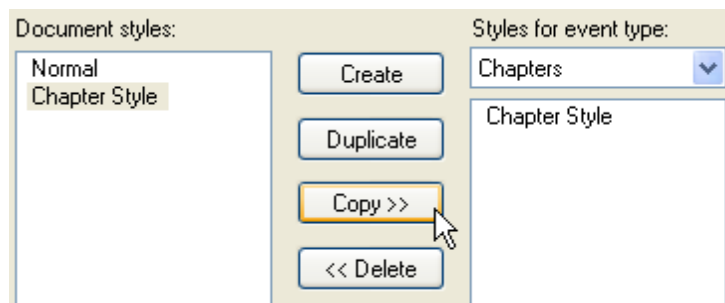 Document styles:
Normal
Chapter Style
Create
Duplicate
Copy >>
<< Delete
Styles for event type:
Chapters
Chapter Style